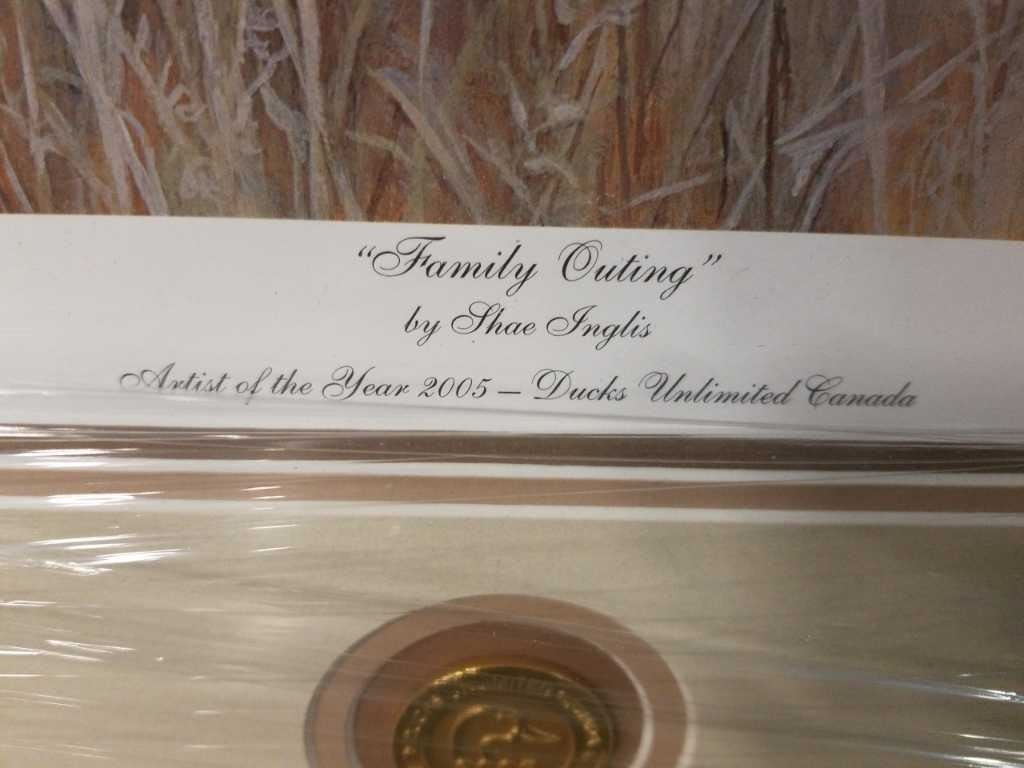 “Family Outing”
by Shae Inglis
Artist of the Year 2005 – Ducks Unlimited Canada